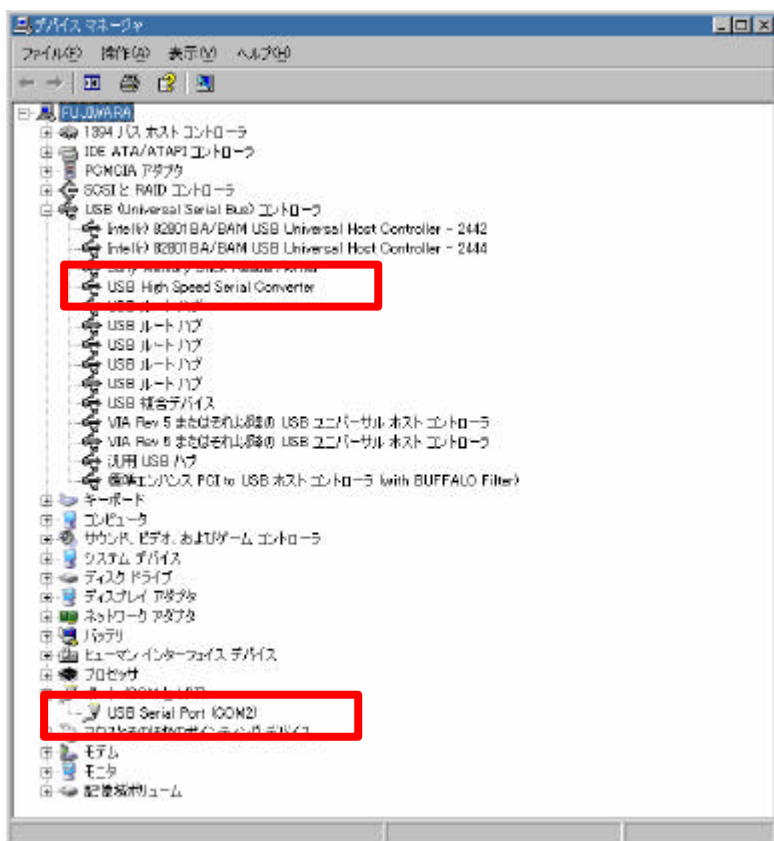 デバイス マネージャ
ファイル(F) 操作(A) 表示(V) ヘルプ(H)
FUJIWARA
1394 バス ホスト コントローラ
IDE ATA/ATAPI コントローラ
PCMCIA アダプタ
SCSI と RAID コントローラ
USB (Universal Serial Bus) コントローラ
Intel(r) 82801BA/BAM USB Universal Host Controller - 2442
Intel(r) 82801BA/BAM USB Universal Host Controller - 2444
USB High Speed Serial Converter
USB ルート ハブ
USB ルート ハブ
USB ルート ハブ
USB ルート ハブ
USB ルート ハブ
USB 複合デバイス
VIA Rev 5 またはそれ以降の USB ユニバーサル ホスト コントローラ
VIA Rev 5 またはそれ以降の USB ユニバーサル ホスト コントローラ
汎用 USB ハブ
標準エンハンス PCI to USB ホスト コントローラ (with BUFFALO Filter)
キーボード
コンピュータ
サウンド、ビデオ、およびゲーム コントローラ
システム デバイス
ディスク ドライブ
ディスプレイ アダプタ
ネットワーク アダプタ
バッテリ
ヒューマン インターフェイス デバイス
プロセッサ
USB Serial Port (COM2)
モデム
モニタ
記憶域ボリューム